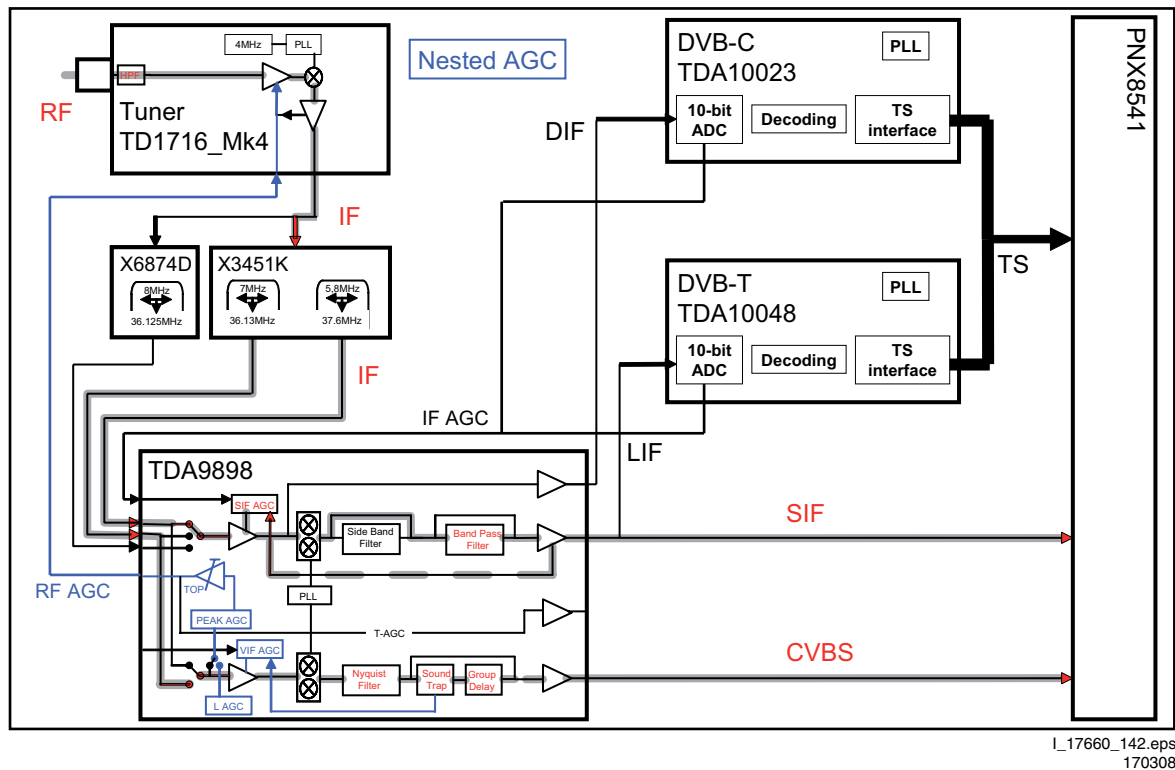 4MHz
PLL
HPF
RF
Tuner
TD1716_Mk4
Nested AGC
DVB-C
TDA10023
PLL
10-bit
ADC
Decoding
TS
interface
DIF
PNX8541
IF
X6874D
8MHz
36.125MHz
X3451K
7MHz
36.13MHz
5,8MHz
37.6MHz
TS
DVB-T
TDA10048
PLL
10-bit
ADC
Decoding
TS
interface
IF
IF AGC
LIF
TDA9898
SIF AGC
Side Band
Filter
Band Pass
Filter
SIF
RF AGC
TOP
PLL
PEAK AGC
T-AGC
VIF AGC
CVBS
Nyquist
Filter
Sound
Trap
Group
Delay
L AGC
I_17660_142.eps
170308